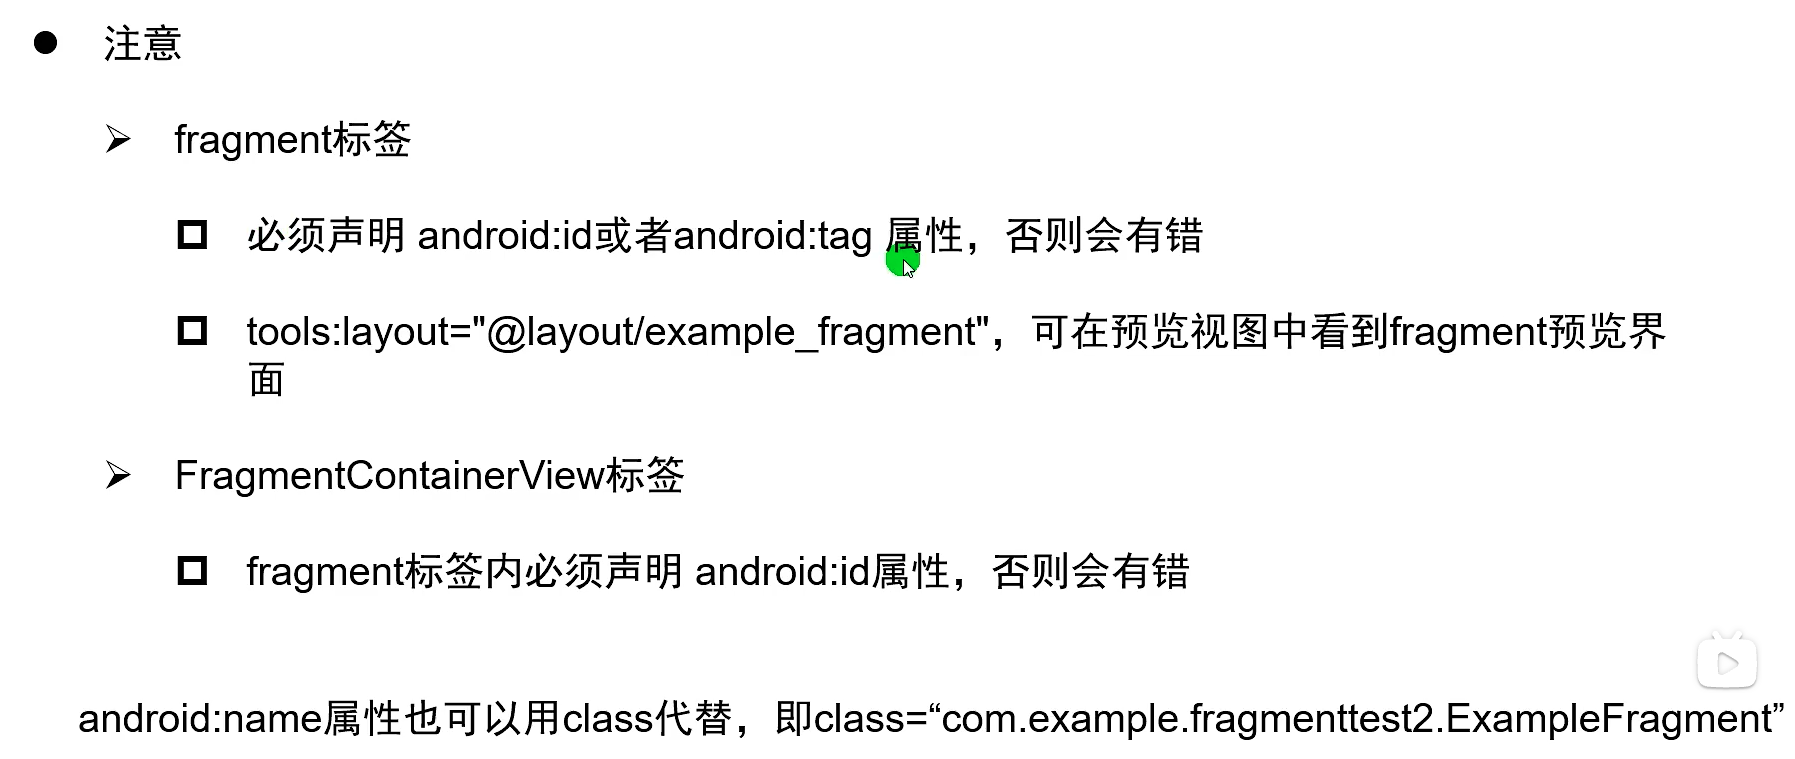 注意
fragment标签
必须声明 android:id或者android:tag 属性，否则会有错
tools:layout="@layout/example_fragment"，可在预览视图中看到fragment预览界
面
FragmentContainerView标签
fragment标签内必须声明 android:id属性，否则会有错
android:name属性也可以用class代替，即class=“com.example.fragmenttest2.ExampleFragment”